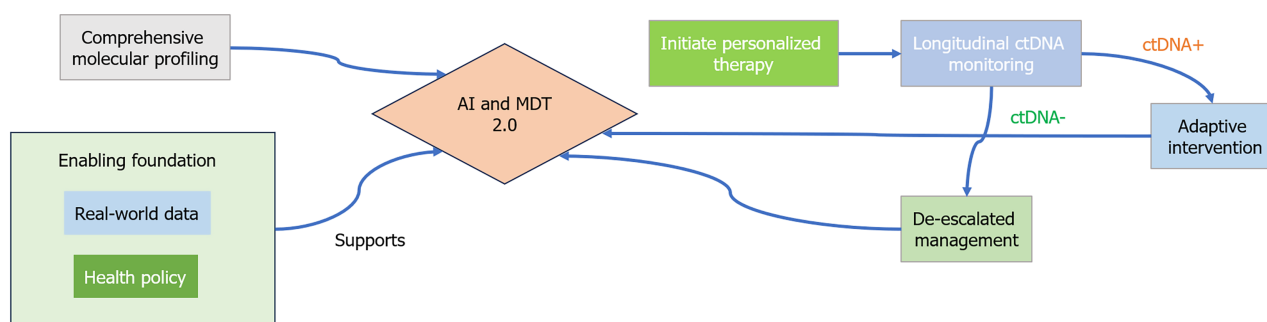 Comprehensive
molecular profiling
Enabling foundation
Real-world data
Health policy
Supports
AI and MDT
2.0
Initiate personalized
therapy
Longitudinal ctDNA
monitoring
ctDNA+
ctDNA-
Adaptive
intervention
De-escalated
management